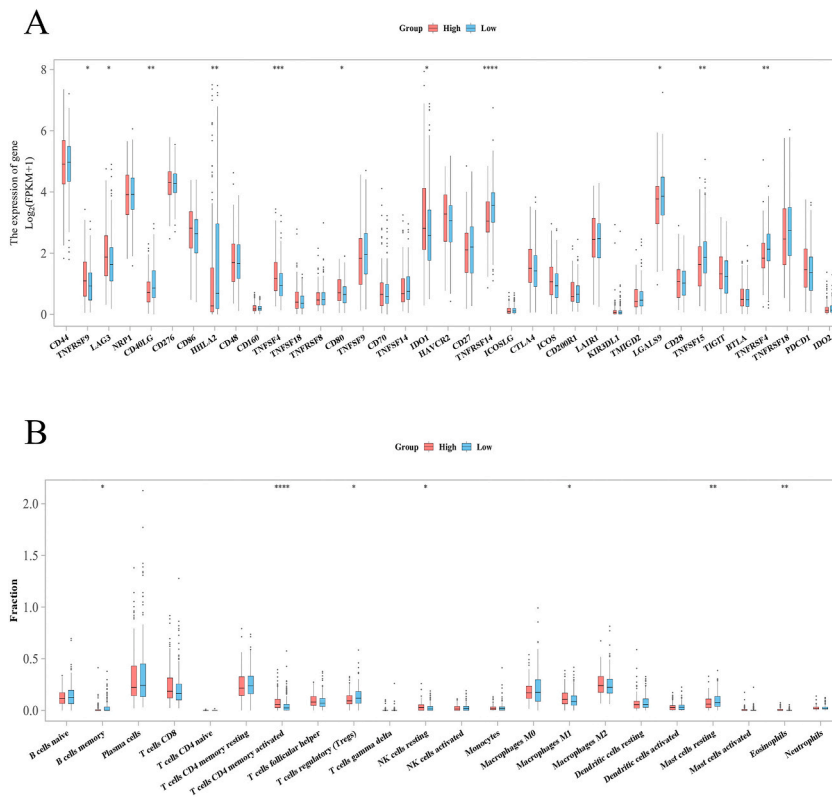 A
Group High Low
* * ** ** *** * * **** * ** **
8
6
4
2
0
The expression of gene
Log2(FPKM+1)
CD44
TNFRSF9
LAG3
NRP1
CD40LG
CD276
CD86
HHLA2
CD48
CD160
TNFSF4
TNFSF18
TNFRSF8
CD80
TNFSF9
CD70
TNFSF14
IDO1
HAVCR2
CD27
TNFRSF14
ICOSLG
CTLA4
ICOS
CD200R1
LAIR1
KIR3DL1
TMIGD2
LGALS9
CD28
TNFSF15
TIGIT
BTLA
TNFRSF4
TNFRSF18
PDCD1
IDO2
B
Group High Low
* **** * * * ** **
2.0
1.5
1.0
0.5
0.0
Fraction
B cells naive
B cells memory
Plasma cells
T cells CD8
T cells CD4 naive
T cells CD4 memory resting
T cells CD4 memory activated
T cells follicular helper
T cells regulatory (Tregs)
T cells gamma delta
NK cells resting
NK cells activated
Monocytes
Macrophages M0
Macrophages M1
Macrophages M2
Dendritic cells resting
Dendritic cells activated
Mast cells resting
Mast cells activated
Eosinophils
Neutrophils